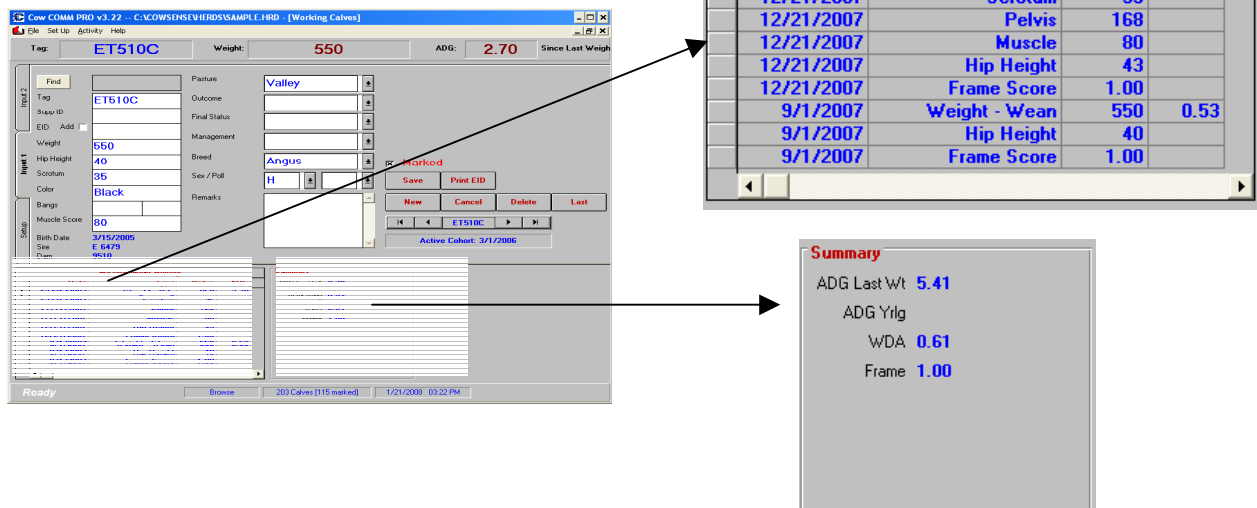 Cow COMM PRO v3.22 -- C:\COWSENSE\HERDS\SAMPLE.HRD - [Working Calves]
File Set Up Activity Help
Tag: ET510C Weight: 550 ADG: 2.70 Since Last Weigh
Input 2
Input 1
Setup
Find
Tag ET510C
Supp ID
EID Add
Weight 550
Hip Height 40
Scrotum 35
Color Black
Bangs
Muscle Score 80
Birth Date 3/15/2005
Sire E 6479
Dam 9510
Pasture Valley
Outcome
Final Status
Management
Breed Angus
Sex / Poll H
Remarks
Marked
Save Print EID
New Cancel Delete Last
ET510C
Active Cohort: 3/1/2006
Ready Browse 203 Calves [115 marked] 1/21/2008 03:22 PM
12/21/2007 Scrotum
12/21/2007 Pelvis 168
12/21/2007 Muscle 80
12/21/2007 Hip Height 43
12/21/2007 Frame Score 1.00
9/1/2007 Weight - Wean 550 0.53
9/1/2007 Hip Height 40
9/1/2007 Frame Score 1.00
Summary
ADG Last Wt 5.41
ADG Yrlg
WDA 0.61
Frame 1.00